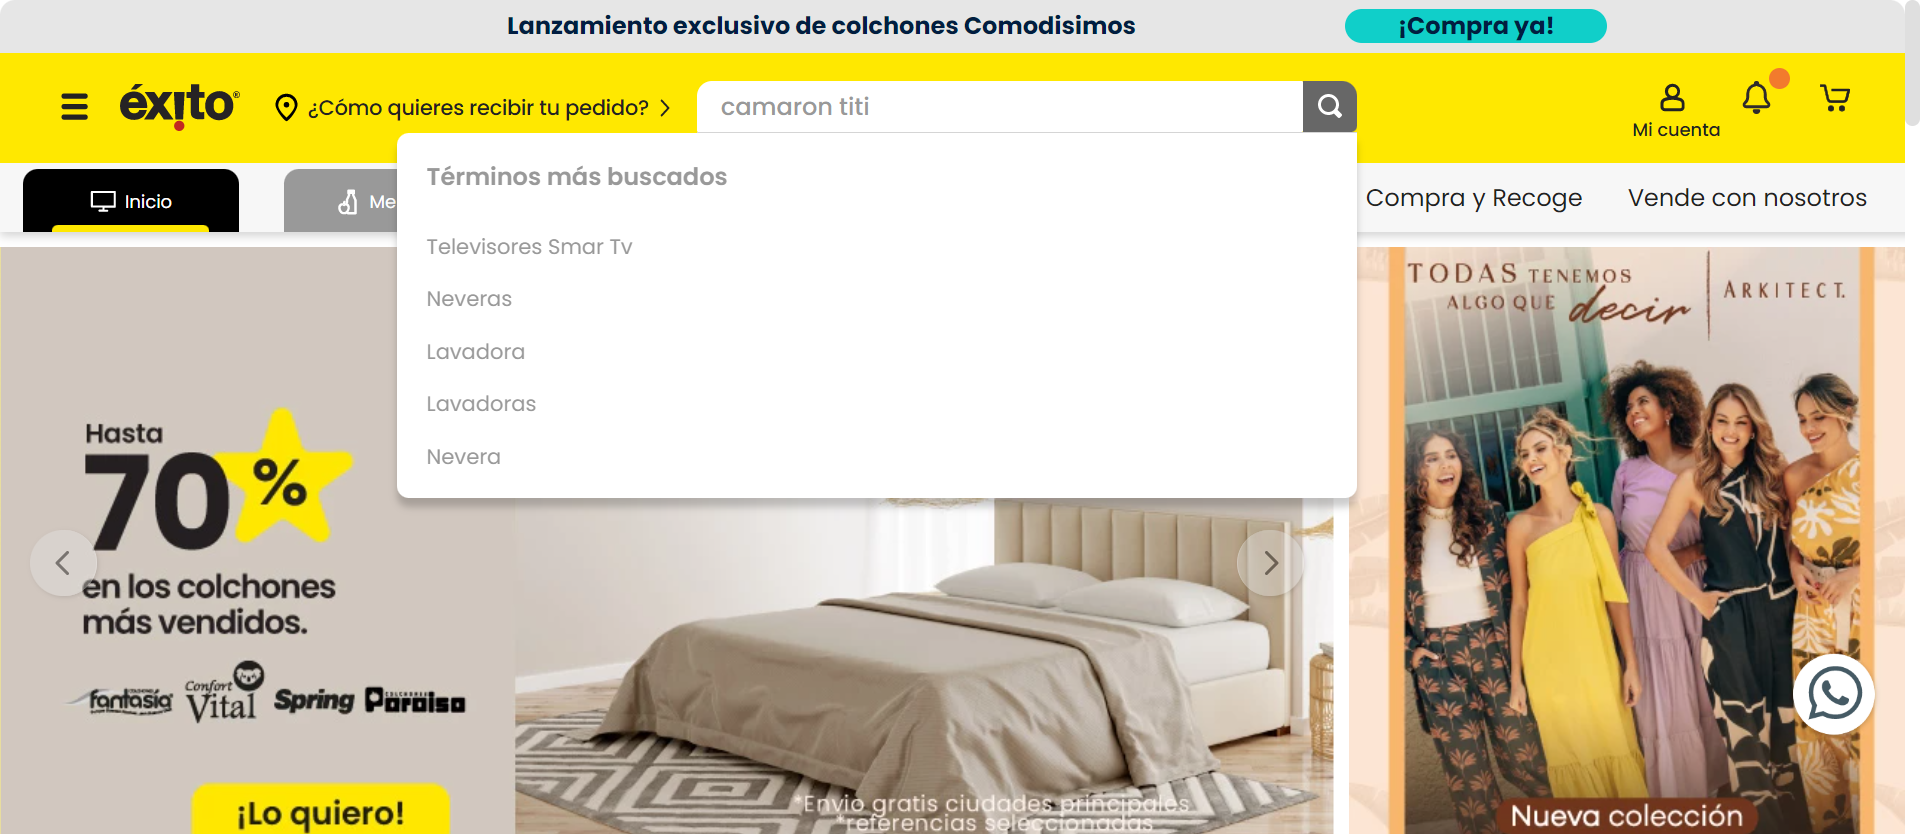 Lanzamiento exclusivo de colchones Comodisimos
¡Compra ya!
éxito®
¿Cómo quieres recibir tu pedido?
camaron titi
Mi cuenta
Inicio
Me
Términos más buscados
Televisores Smar Tv
Neveras
Lavadora
Lavadoras
Nevera
Compra y Recoge
Vende con nosotros
Hasta
70%
en los colchones
más vendidos.
fantasía
Confort Vital
Spring
COLCHONES
Paraiso
¡Lo quiero!
*Envio gratis ciudades principales
*referencias seleccionadas
TODAS TENEMOS
ALGO QUE decir
ARKITECT.
Nueva colección